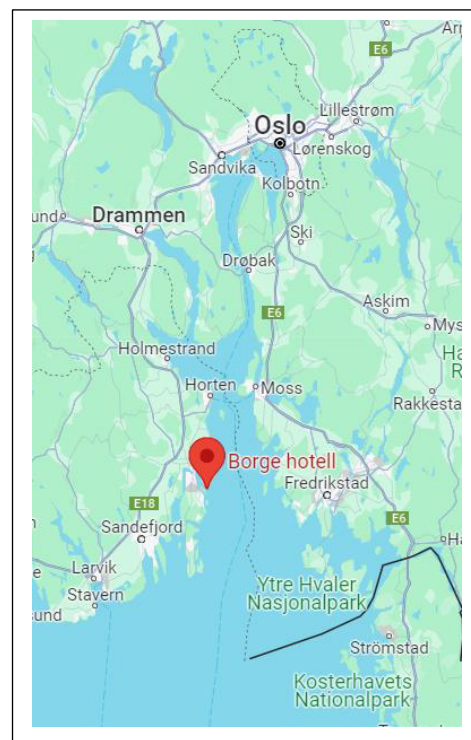 E6
Lillestrøm
Oslo
Lørenskog
Sandvika
Kolbotn
Drammen
Ski
Drøbak
E6
Askim
Holmestrand
Horten
Moss
Rakkesta
Borge hotell
Fredrikstad
E18
E6
Sandefjord
Larvik
Stavern
Ytre Hvaler
Nasjonalpark
Strömstad
Kosterhavets
Nationalpark